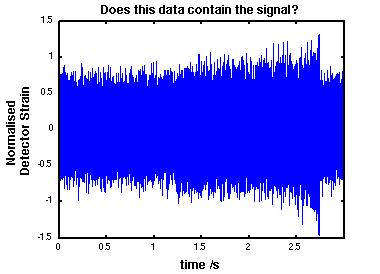 Does this data contain the signal?
1.5
1
0.5
0
-0.5
-1
-1.5
Normalised
Detector Strain
0 0.5 1 1.5 2 2.5
time /s